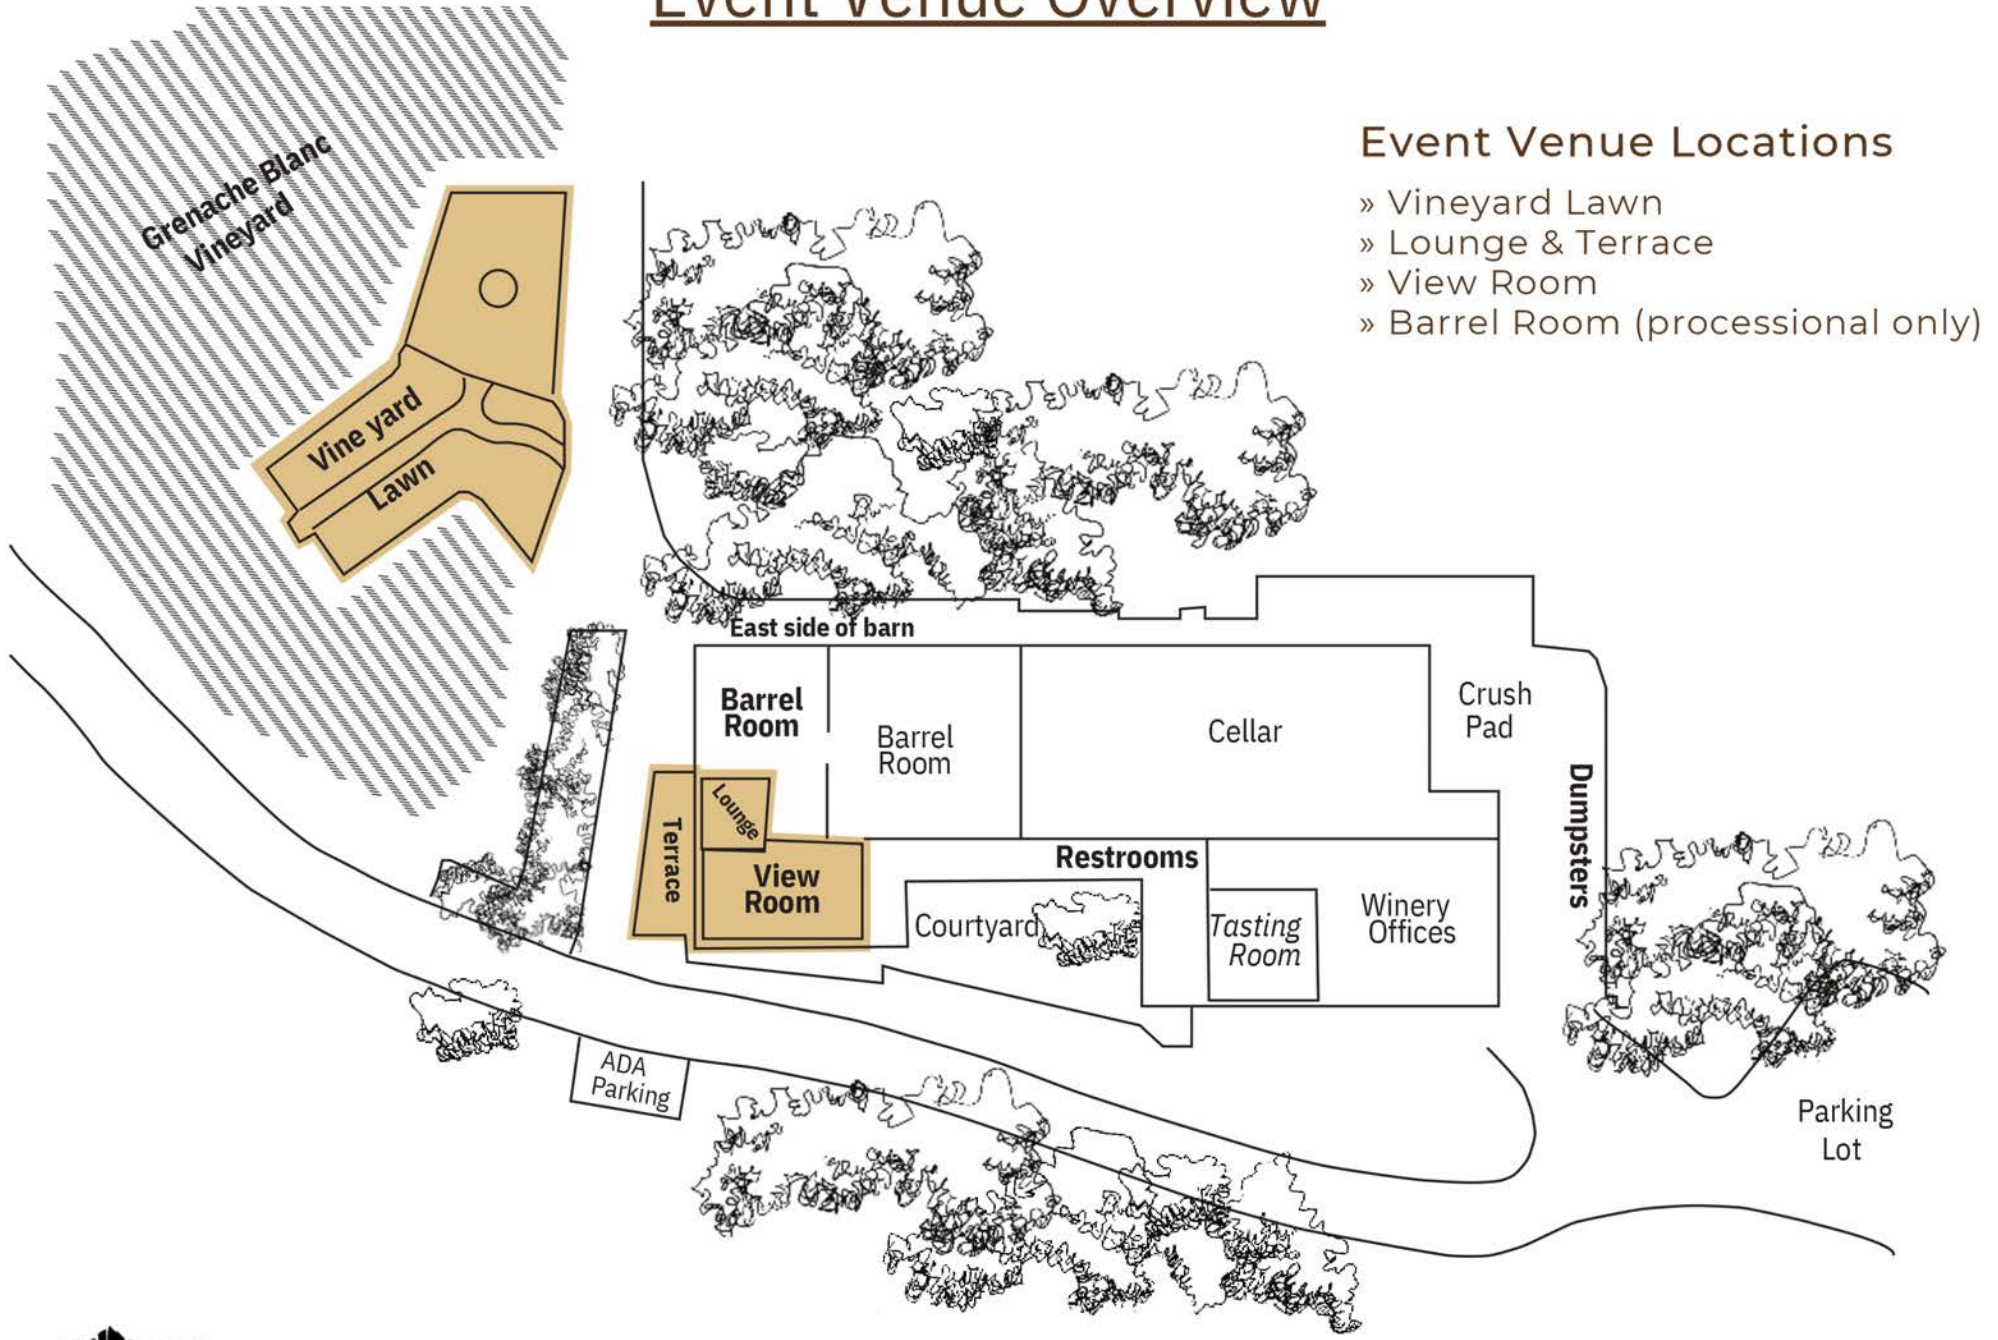 Event Venue Overview
Event Venue Locations
» Vineyard Lawn
» Lounge & Terrace
» View Room
» Barrel Room (processional only)
Grenache Blanc
Vineyard
Vine yard
Lawn
East side of barn
Barrel
Room
Barrel
Room
Cellar
Crush
Pad
Dumpsters
Lounge
Terrace
View
Room
Restrooms
Courtyard
Tasting
Room
Winery
Offices
ADA
Parking
Parking
Lot